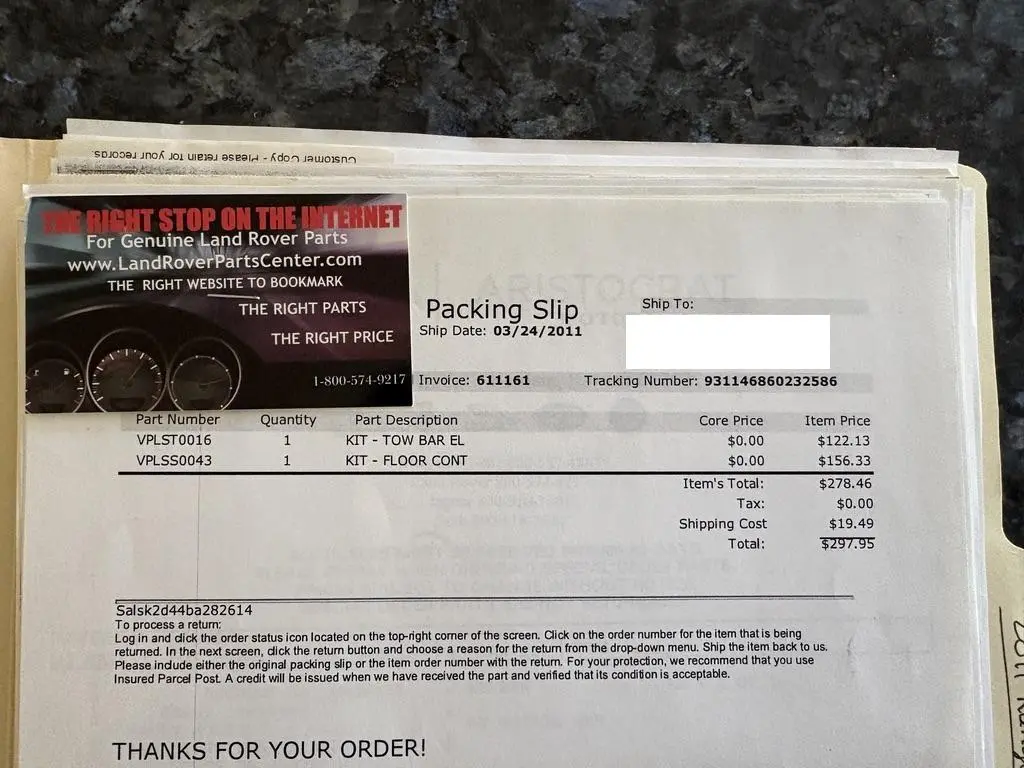 Customer Copy - Please retain for your records
THE RIGHT STOP ON THE INTERNET
For Genuine Land Rover Parts
www.LandRoverPartsCenter.com
THE RIGHT WEBSITE TO BOOKMARK
THE RIGHT PARTS
THE RIGHT PRICE
1-800-574-9217
ARISTOCRAT
Packing Slip
Ship To:
Ship Date: 03/24/2011
Invoice: 611161 Tracking Number: 931146860232586
Part Number Quantity Part Description Core Price Item Price
VPLST0016 1 KIT - TOW BAR EL $0.00 $122.13
VPLSS0043 1 KIT - FLOOR CONT $0.00 $156.33
Item's Total: $278.46
Tax: $0.00
Shipping Cost $19.49
Total: $297.95
Salsk2d44ba282614
To process a return:
Log in and click the order status icon located on the top-right corner of the screen. Click on the order number for the item that is being
returned. In the next screen, click the return button and choose a reason for the return from the drop-down menu. Ship the item back to us.
Please include either the original packing slip or the item order number with the return. For your protection, we recommend that you use
Insured Parcel Post. A credit will be issued when we have received the part and verified that its condition is acceptable.
THANKS FOR YOUR ORDER!